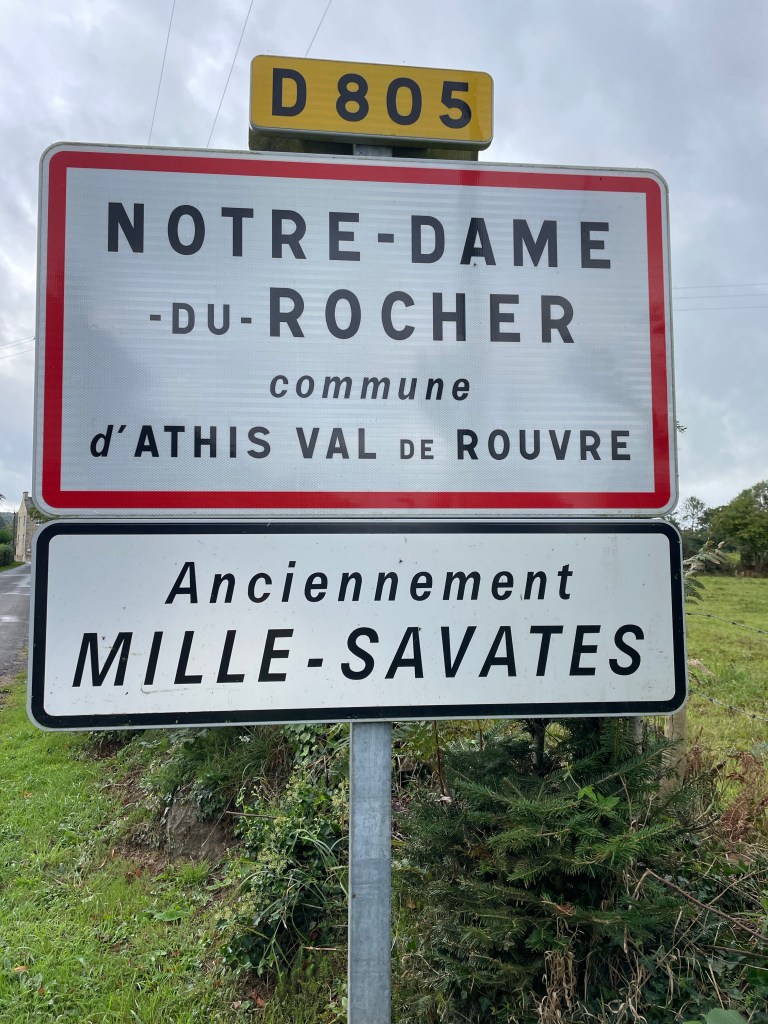 D 805
NOTRE-DAME
-DU-ROCHER
commune
d'ATHIS VAL DE ROUVRE
Anciennement
MILLE-SAVATES